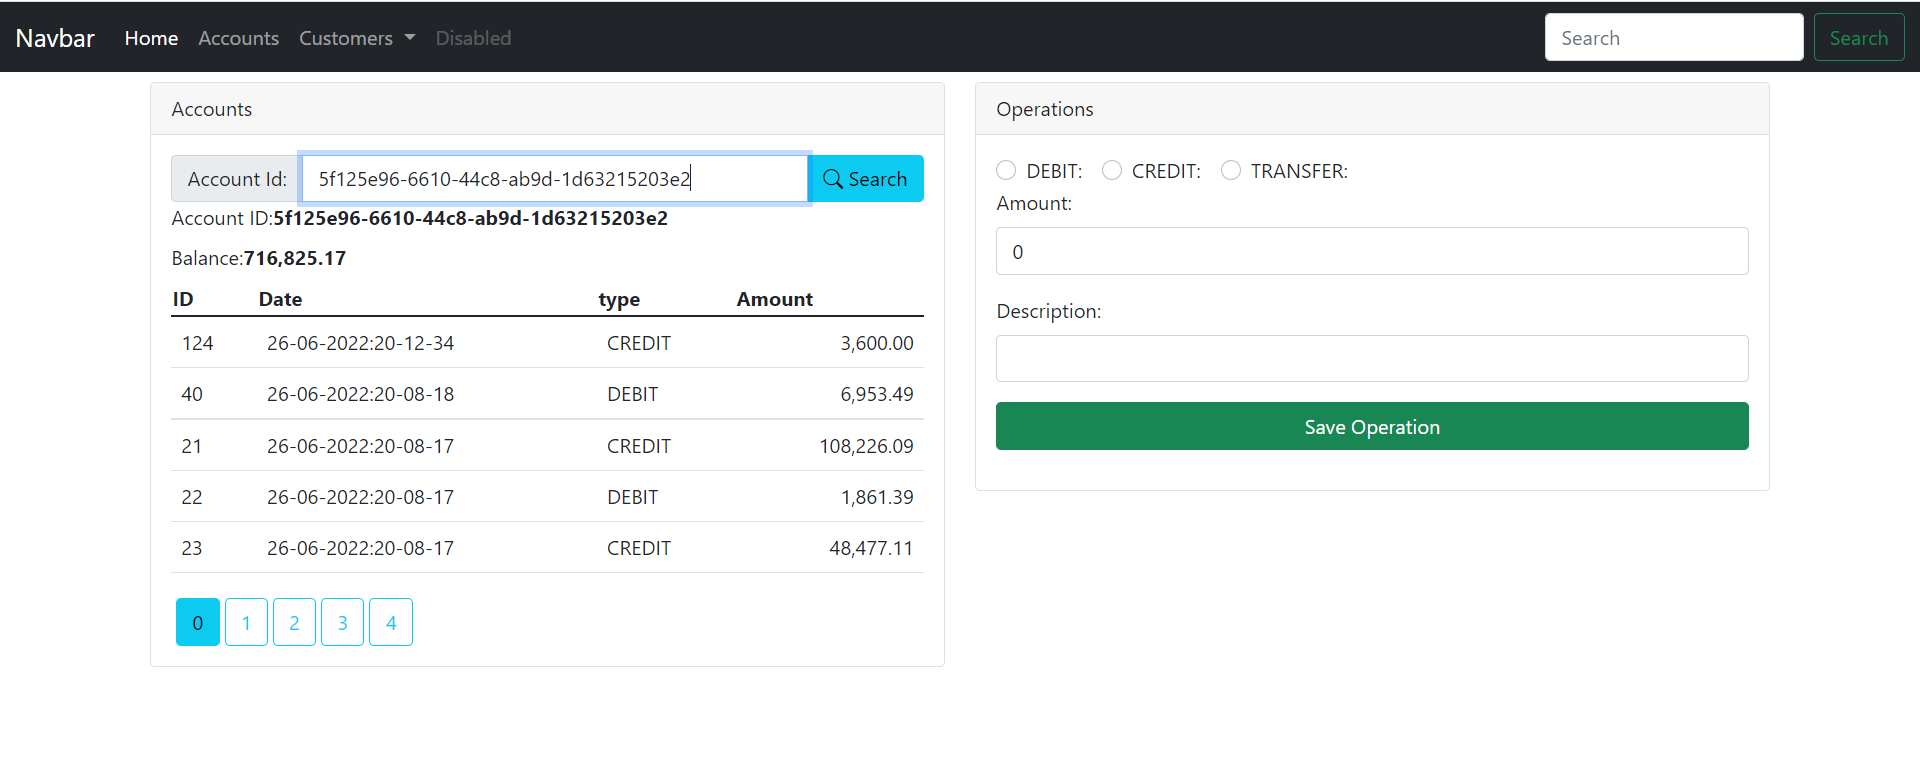 Navbar Home Accounts Customers Disabled Search Search
Accounts
Account Id: 5f125e96-6610-44c8-ab9d-1d63215203e2 Search
Account ID:5f125e96-6610-44c8-ab9d-1d63215203e2
Balance:716,825.17
ID Date type Amount
124 26-06-2022:20-12-34 CREDIT 3,600.00
40 26-06-2022:20-08-18 DEBIT 6,953.49
21 26-06-2022:20-08-17 CREDIT 108,226.09
22 26-06-2022:20-08-17 DEBIT 1,861.39
23 26-06-2022:20-08-17 CREDIT 48,477.11
0 1 2 3 4
Operations
DEBIT: CREDIT: TRANSFER:
Amount:
0
Description:
Save Operation